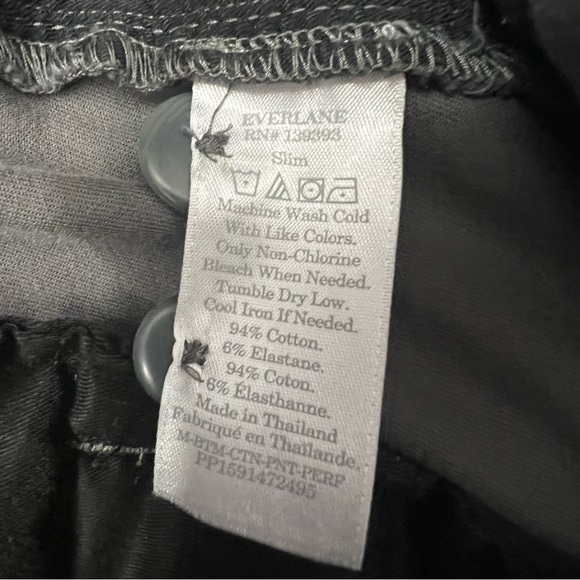 EVERLANE
RN# 139393
Slim
Machine Wash Cold
With Like Colors.
Only Non-Chlorine
Bleach When Needed.
Tumble Dry Low.
Cool Iron If Needed.
94% Cotton.
6% Elastane.
94% Coton.
6% Élasthanne.
Made in Thailand
Fabriqué en Thaïlande.
M-BTM-CTN-PNT-PERF
PP1591472495